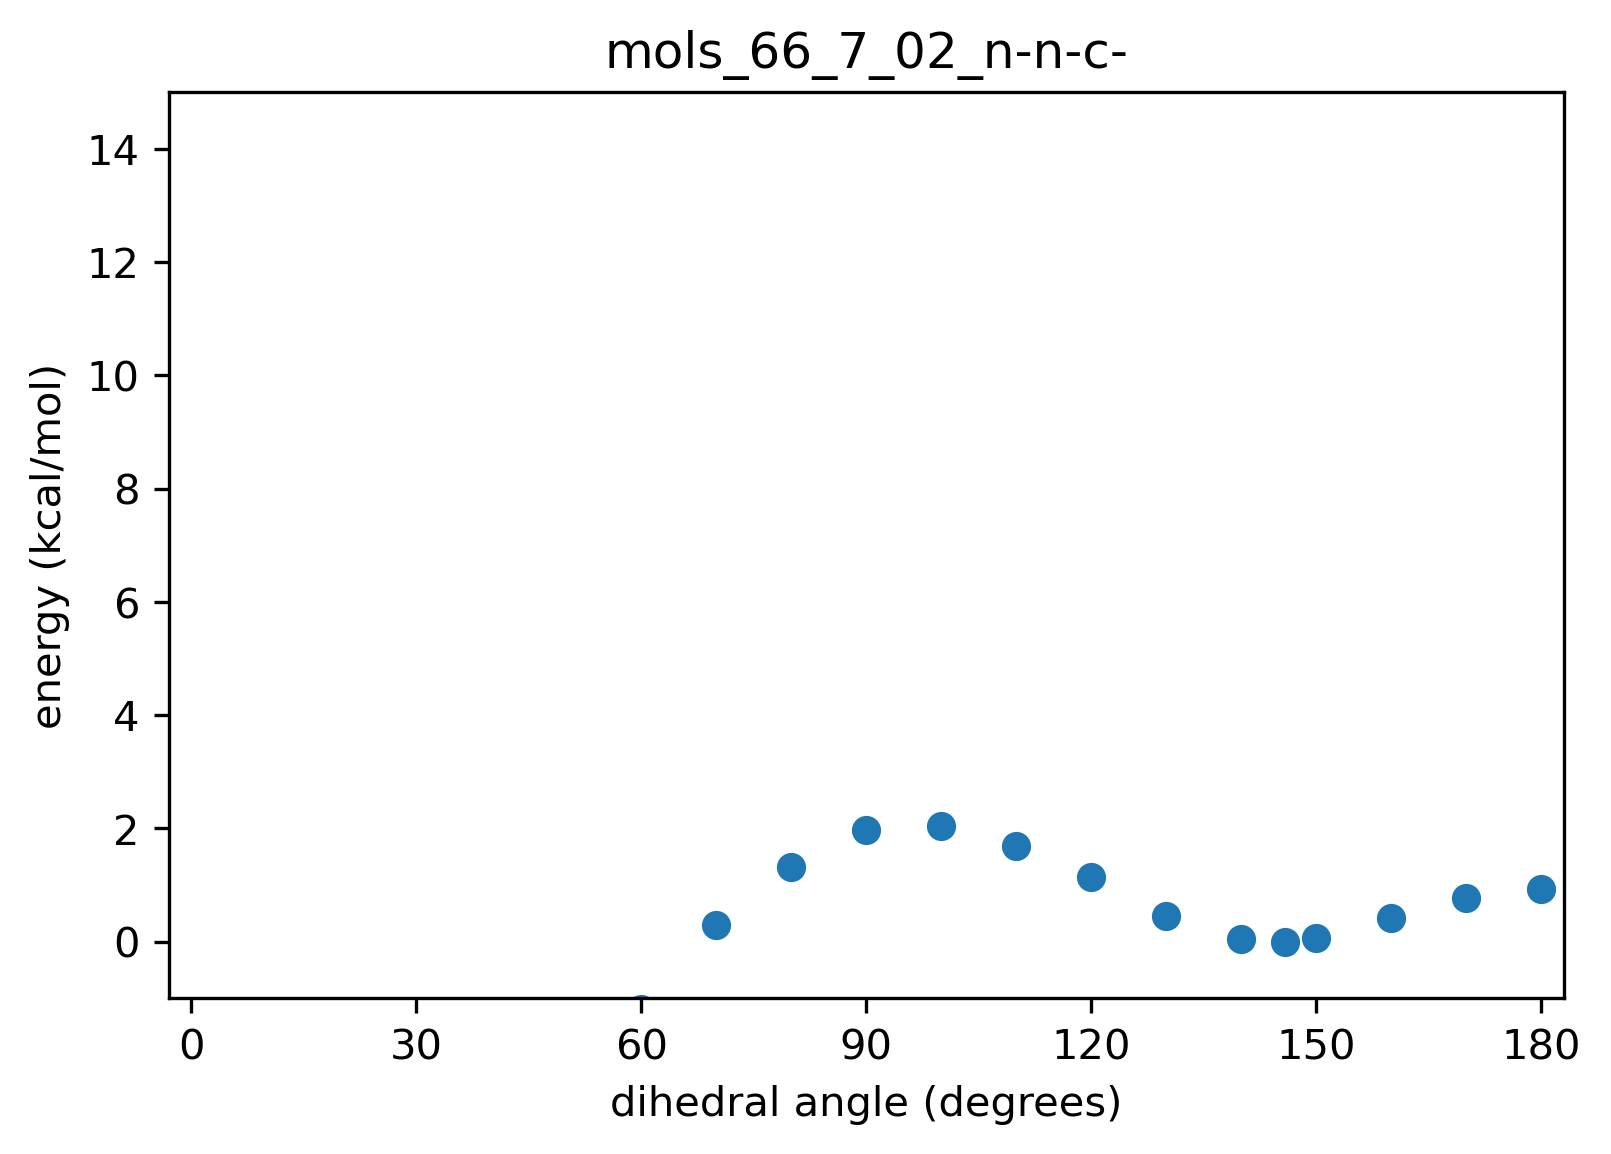 mols_66_7_02_n-n-c-
14
12
10
8
6
4
2
0
energy (kcal/mol)
0 30 60 90 120 150 180
dihedral angle (degrees)